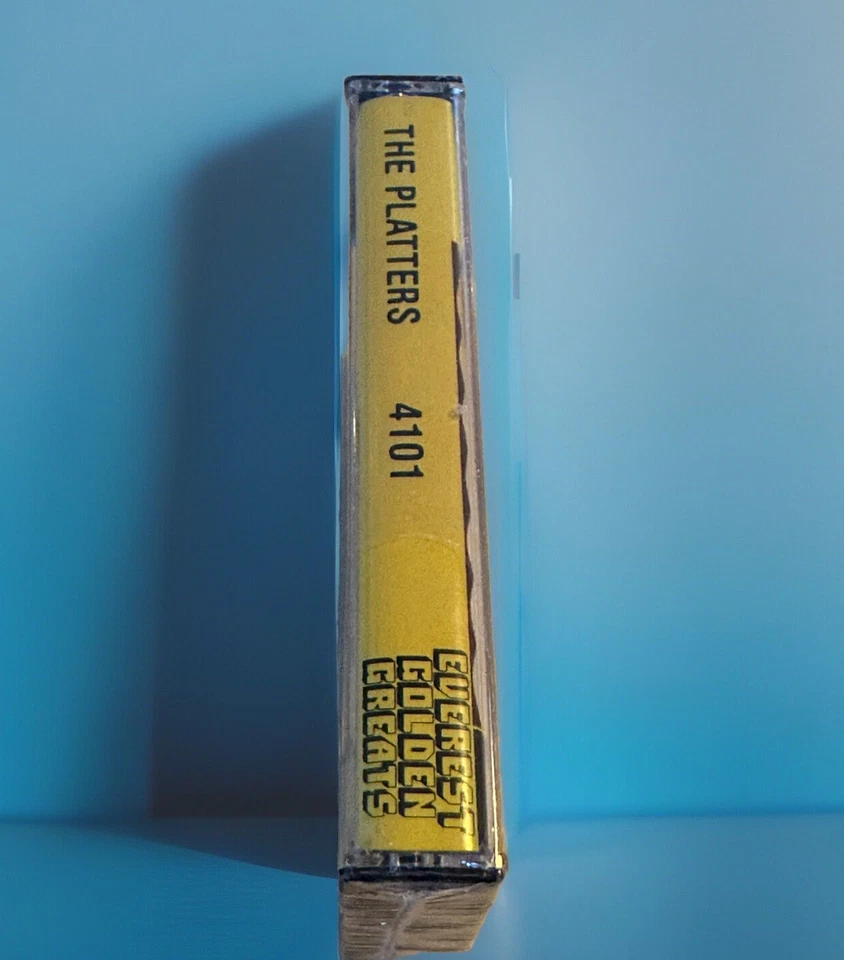 THE PLATTERS 4101
EVEREST
GOLDEN
GREATS